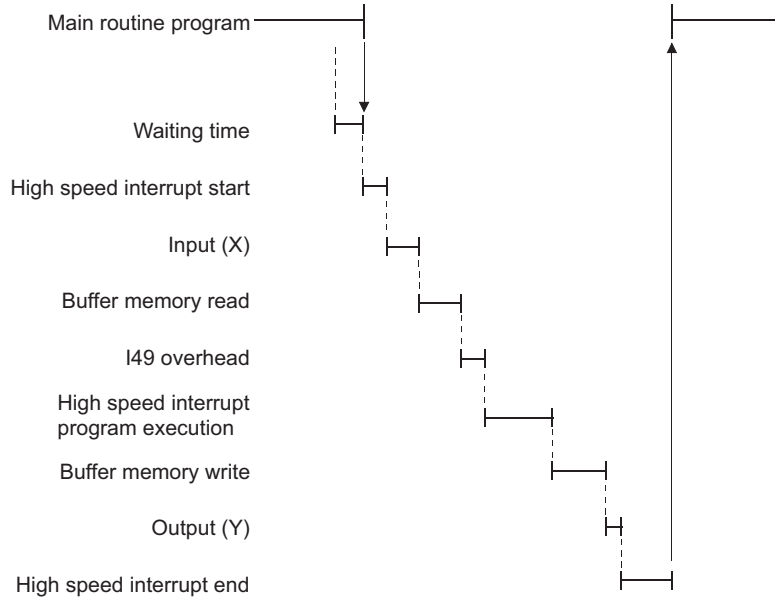 Main routine program
Waiting time
High speed interrupt start
Input (X)
Buffer memory read
I49 overhead
High speed interrupt
program execution
Buffer memory write
Output (Y)
High speed interrupt end